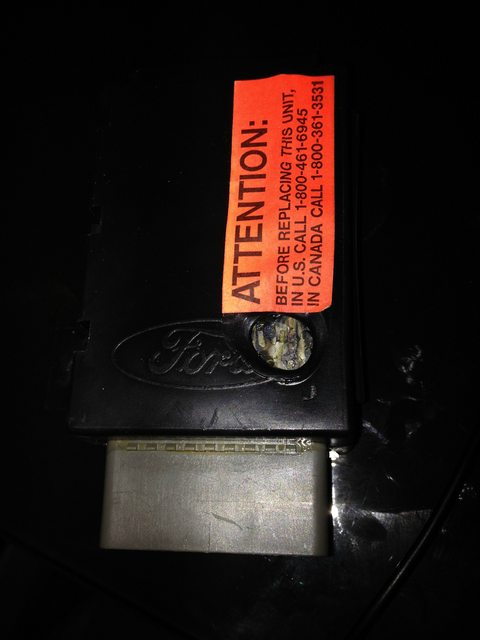 ATTENTION:
BEFORE REPLACING THIS UNIT,
IN U.S. CALL 1-800-461-6945
IN CANADA CALL 1-800-361-3531
Ford